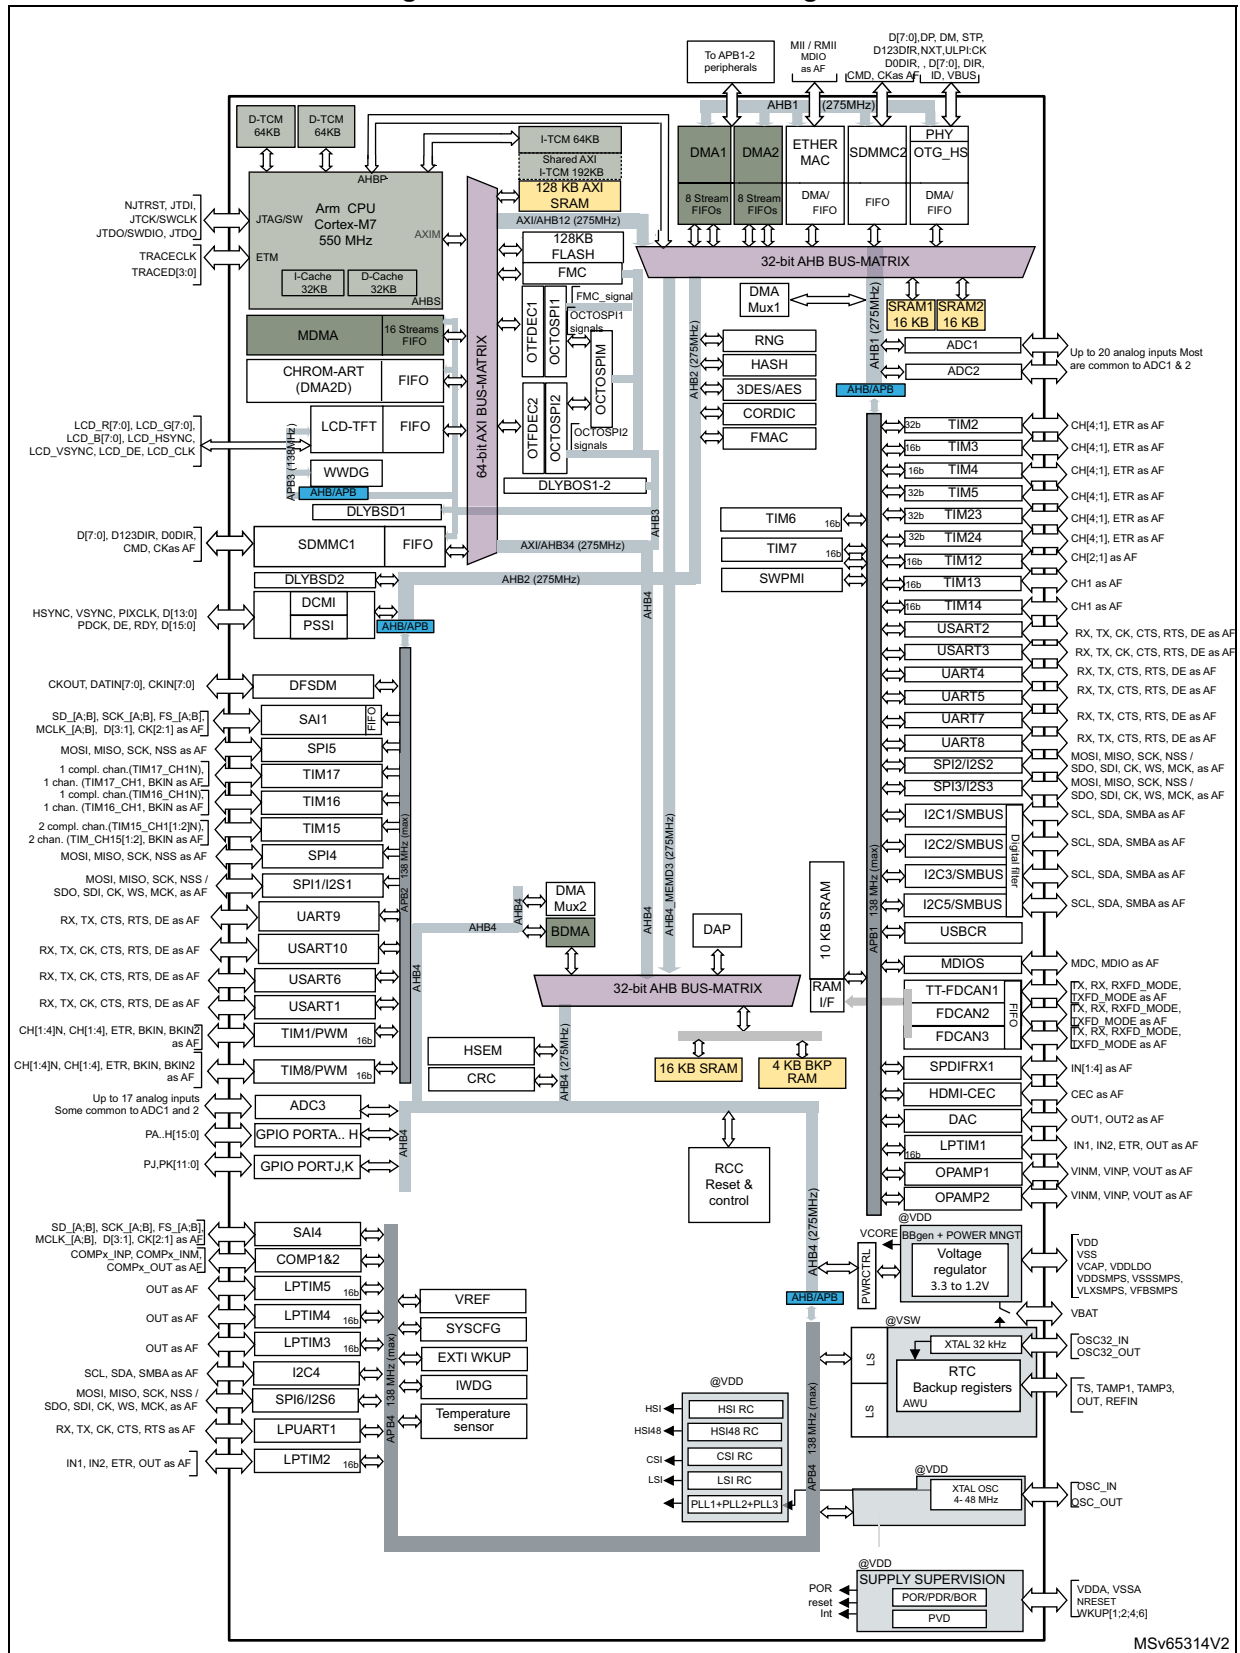 To APB1-2
peripherals
MII / RMII
MDIO
as AF
D[7:0],DP, DM, STP,
D123DIR,NXT,ULPI:CK
D0DIR, , D[7:0], DIR,
CMD, CKas AF ID, VBUS
AHB1 (275MHz)
D-TCM
64KB
D-TCM
64KB
I-TCM 64KB
Shared AXI
I-TCM 192KB
128 KB AXI
SRAM
DMA1
8 Stream
FIFOs
DMA2
8 Stream
FIFOs
ETHER
MAC
DMA/
FIFO
SDMMC2
FIFO
PHY
OTG_HS
DMA/
FIFO
NJTRST, JTDI,
JTCK/SWCLK
JTDO/SWDIO, JTDO
TRACECLK
TRACED[3:0]
AHBP
JTAG/SW
ETM
Arm CPU
Cortex-M7
550 MHz
AXIM
I-Cache
32KB
D-Cache
32KB
AHBS
64-bit AXI BUS-MATRIX
AXI/AHB12 (275MHz)
128KB
FLASH
FMC
32-bit AHB BUS-MATRIX
MDMA
16 Streams
FIFO
CHROM-ART
(DMA2D)
FIFO
LCD_R[7:0], LCD_G[7:0],
LCD_B[7:0], LCD_HSYNC,
LCD_VSYNC, LCD_DE, LCD_CLK
LCD-TFT
FIFO
APB3 (138MHz)
WWDG
AHB/APB
DLYBSD1
OTFDEC1
OCTOSPI1
FMC_signal
OCTOSPI1
signals
OCTOSPIM
OTFDEC2
OCTOSPI2
OCTOSPI2
signals
DLYBOS1-2
AHB3
DMA
Mux1
AHB1 (275MHz)
SRAM1
16 KB
SRAM2
16 KB
AHB2 (275MHz)
RNG
HASH
3DES/AES
CORDIC
FMAC
ADC1
ADC2
Up to 20 analog inputs Most
are common to ADC1 & 2
AHB/APB
D[7:0], D123DIR, D0DIR,
CMD, CKas AF
SDMMC1
FIFO
AXI/AHB34 (275MHz)
DLYBSD2
AHB2 (275MHz)
HSYNC, VSYNC, PIXCLK, D[13:0]
PDCK, DE, RDY, D[15:0]
DCMI
PSSI
AHB/APB
AHB4
TIM6
16b
TIM7
16b
SWPMI
32b TIM2
CH[4;1], ETR as AF
16b TIM3
CH[4;1], ETR as AF
16b TIM4
CH[4;1], ETR as AF
32b TIM5
CH[4;1], ETR as AF
32b TIM23
CH[4;1], ETR as AF
32b TIM24
CH[4;1], ETR as AF
16b TIM12
CH[2;1] as AF
16b TIM13
CH1 as AF
16b TIM14
CH1 as AF
USART2
RX, TX, CK, CTS, RTS, DE as AF
USART3
RX, TX, CK, CTS, RTS, DE as AF
UART4
RX, TX, CTS, RTS, DE as AF
UART5
RX, TX, CTS, RTS, DE as AF
UART7
RX, TX, CTS, RTS, DE as AF
UART8
RX, TX, CTS, RTS, DE as AF
SPI2/I2S2
MOSI, MISO, SCK, NSS /
SDO, SDI, CK, WS, MCK, as AF
SPI3/I2S3
MOSI, MISO, SCK, NSS /
SDO, SDI, CK, WS, MCK, as AF
I2C1/SMBUS
SCL, SDA, SMBA as AF
I2C2/SMBUS
SCL, SDA, SMBA as AF
I2C3/SMBUS
SCL, SDA, SMBA as AF
I2C5/SMBUS
SCL, SDA, SMBA as AF
Digital filter
USBCR
MDIOS
MDC, MDIO as AF
TT-FDCAN1
TX, RX, RXFD_MODE,
TXFD_MODE as AF
FDCAN2
TX, RX, RXFD_MODE,
TXFD_MODE as AF
FDCAN3
TX, RX, RXFD_MODE,
TXFD_MODE as AF
FIFO
SPDIFRX1
IN[1:4] as AF
HDMI-CEC
CEC as AF
DAC
OUT1, OUT2 as AF
16b LPTIM1
IN1, IN2, ETR, OUT as AF
OPAMP1
VINM, VINP, VOUT as AF
OPAMP2
VINM, VINP, VOUT as AF
APB1 138 MHz (max)
10 KB SRAM
RAM
I/F
CKOUT, DATIN[7:0], CKIN[7:0]
DFSDM
SD_[A;B], SCK_[A;B], FS_[A;B],
MCLK_[A;B], D[3:1], CK[2:1] as AF
SAI1
FIFO
MOSI, MISO, SCK, NSS as AF
SPI5
1 compl. chan.(TIM17_CH1N),
1 chan. (TIM17_CH1, BKIN as AF
TIM17
1 compl. chan.(TIM16_CH1N),
1 chan. (TIM16_CH1, BKIN as AF
TIM16
2 compl. chan.(TIM15_CH1[1:2]N),
2 chan. (TIM_CH15[1:2], BKIN as AF
TIM15
MOSI, MISO, SCK, NSS as AF
SPI4
MOSI, MISO, SCK, NSS /
SDO, SDI, CK, WS, MCK, as AF
SPI1/I2S1
RX, TX, CTS, RTS, DE as AF
UART9
RX, TX, CK, CTS, RTS, DE as AF
USART10
RX, TX, CK, CTS, RTS, DE as AF
USART6
RX, TX, CK, CTS, RTS, DE as AF
USART1
CH[1:4]N, CH[1:4], ETR, BKIN, BKIN2
as AF
TIM1/PWM 16b
CH[1:4]N, CH[1:4], ETR, BKIN, BKIN2
as AF
TIM8/PWM 16b
APB2 138 MHz (max)
AHB4
AHB4
AHB4
DMA
Mux2
BDMA
AHB4
AHB4_MEMD3 (275MHz)
DAP
32-bit AHB BUS-MATRIX
HSEM
CRC
AHB4 (275MHz)
16 KB SRAM
4 KB BKP
RAM
Up to 17 analog inputs
Some common to ADC1 and 2
ADC3
PA..H[15:0]
GPIO PORTA.. H
PJ,PK[11:0]
GPIO PORTJ,K
AHB4
RCC
Reset &
control
AHB4 (275MHz)
AHB/APB
SD_[A;B], SCK_[A;B], FS_[A;B],
MCLK_[A;B], D[3:1], CK[2:1] as AF
SAI4
COMPx_INP, COMPx_INM,
COMPx_OUT as AF
COMP1&2
OUT as AF
LPTIM5 16b
OUT as AF
LPTIM4 16b
OUT as AF
LPTIM3 16b
SCL, SDA, SMBA as AF
I2C4
MOSI, MISO, SCK, NSS /
SDO, SDI, CK, WS, MCK, as AF
SPI6/I2S6
RX, TX, CK, CTS, RTS as AF
LPUART1
IN1, IN2, ETR, OUT as AF
LPTIM2 16b
APB4 138 MHz (max)
VREF
SYSCFG
EXTI WKUP
IWDG
Temperature
sensor
@VDD
HSI
HSI RC
HSI48
HSI48 RC
CSI
CSI RC
LSI
LSI RC
PLL1+PLL2+PLL3
APB4 138 MHz (max)
@VDD
VCORE
BBgen + POWER MNGT
PWRCTRL
Voltage
regulator
3.3 to 1.2V
VDD
VSS
VCAP, VDDLDO
VDDSMPS, VSSSMPS,
VLXSMPS, VFBSMPS
VBAT
@VSW
LS
LS
XTAL 32 kHz
RTC
Backup registers
AWU
OSC32_IN
OSC32_OUT
TS, TAMP1, TAMP3,
OUT, REFIN
@VDD
XTAL OSC
4- 48 MHz
OSC_IN
OSC_OUT
@VDD
SUPPLY SUPERVISION
POR
reset
Int
POR/PDR/BOR
PVD
VDDA, VSSA
NRESET
WKUP[1;2;4;6]
MSv65314V2